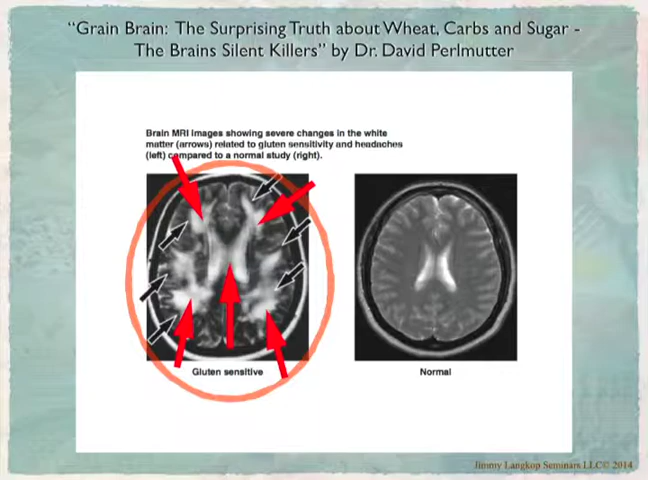 “Grain Brain: The Surprising Truth about Wheat, Carbs and Sugar -
The Brains Silent Killers” by Dr. David Perlmutter
Brain MRI images showing severe changes in the white
matter (arrows) related to gluten sensitivity and headaches
(left) compared to a normal study (right).
Gluten sensitive
Normal
Jimmy Langkop Seminars LLC© 2014